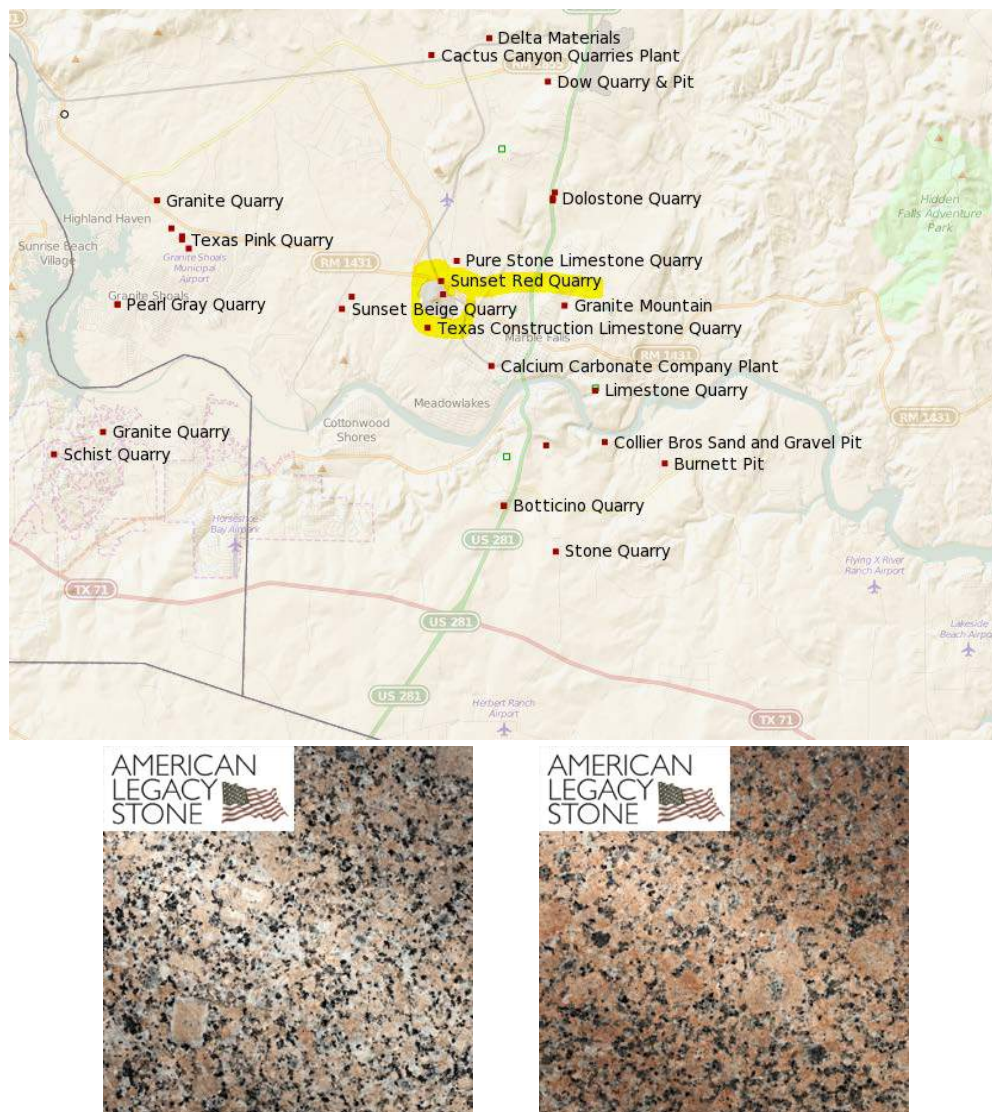 Delta Materials
Cactus Canyon Quarries Plant
Dow Quarry & Pit
Granite Quarry
Dolostone Quarry
Highland Haven
Hidden
Falls Adventure
Park
Texas Pink Quarry
Sunrise Beach
Village
Granite Shoals
Municipal
Airport
RM 1431
Pure Stone Limestone Quarry
Sunset Red Quarry
Granite Shoals
Pearl Gray Quarry
Sunset Beige Quarry
Granite Mountain
Texas Construction Limestone Quarry
Marble Falls
RM 1431
Calcium Carbonate Company Plant
Limestone Quarry
Meadowlakes
RM 1431
Cottonwood
Shores
Granite Quarry
Schist Quarry
Collier Bros Sand and Gravel Pit
Burnett Pit
Botticino Quarry
Horseshoe
Bay Airport
US 281
Stone Quarry
Flying X River
Ranch Airport
TX 71
US 281
Lakeside
Beach Airport
US 281
Herbert Ranch
Airport
TX 71
AMERICAN
LEGACY
STONE
AMERICAN
LEGACY
STONE